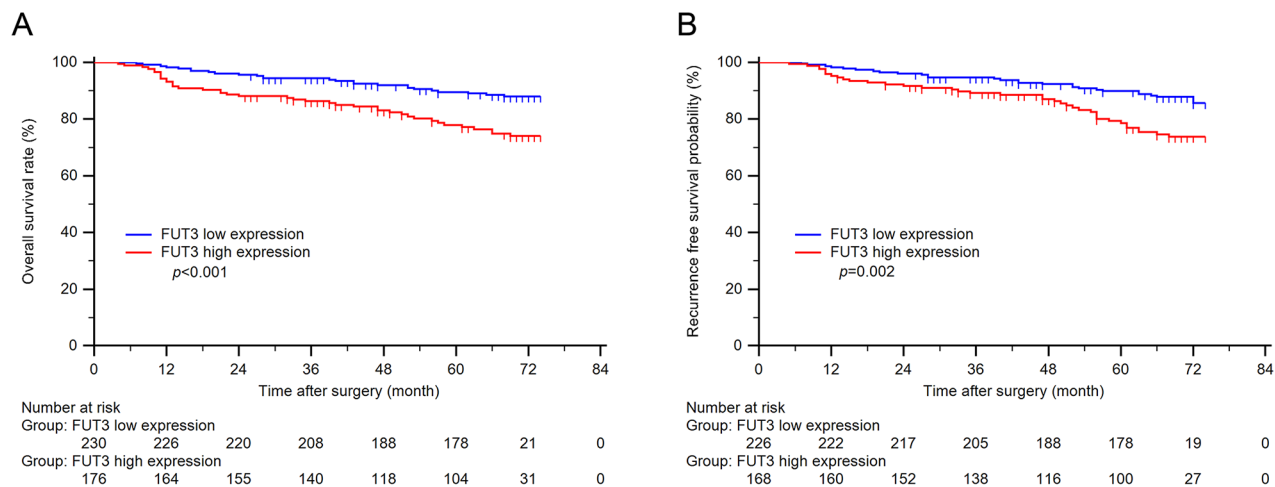 A
Overall survival rate (%)
100
80
60
40
20
0
FUT3 low expression
FUT3 high expression
p<0.001
0 12 24 36 48 60 72 84
Time after surgery (month)
Number at risk
Group: FUT3 low expression
230 226 220 208 188 178 21 0
Group: FUT3 high expression
176 164 155 140 118 104 31 0
B
Recurrence free survival probability (%)
100
80
60
40
20
0
FUT3 low expression
FUT3 high expression
p=0.002
0 12 24 36 48 60 72 84
Time after surgery (month)
Number at risk
Group: FUT3 low expression
226 222 217 205 188 178 19 0
Group: FUT3 high expression
168 160 152 138 116 100 27 0